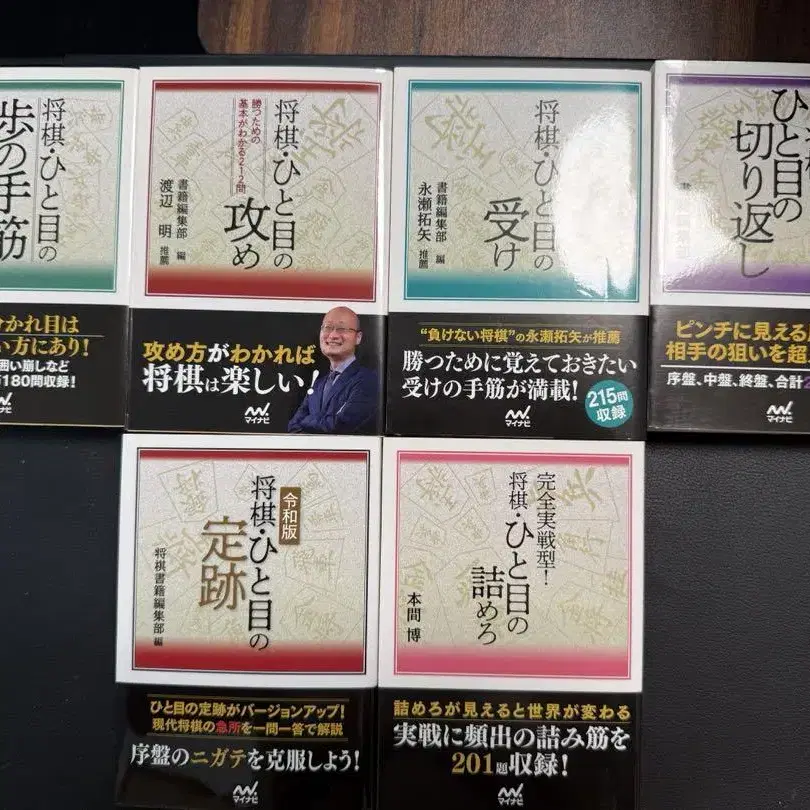 将棋・ひと目の
歩の手筋
かれ目は
い方にあり!
囲い崩しなど
180問収録!
将棋・ひと目の
攻め
勝つための
基本がわかる212問
書籍編集部 編
渡辺 明 推薦
攻め方がわかれば
将棋は楽しい!
マイナビ
将棋・ひと目の
受け
書籍編集部 編
永瀬拓矢 推薦
“負けない将棋”の永瀬拓矢が推薦
勝つために覚えておきたい
受けの手筋が満載!
215問
収録
マイナビ
ひと目の
切り返し
ピンチに見える
相手の狙いを超
序盤、中盤、終盤、合計2
マイナビ
令和版
将棋・ひと目の
定跡
将棋書籍編集部 編
ひと目の定跡がバージョンアップ!
現代将棋の急所を一問一答で解説
序盤のニガテを克服しよう!
マイナビ
完全実戦型!
将棋・ひと目の
詰めろ
本間 博
詰めろが見えると世界が変わる
実戦に頻出の詰み筋を
201題収録!
マイナビ